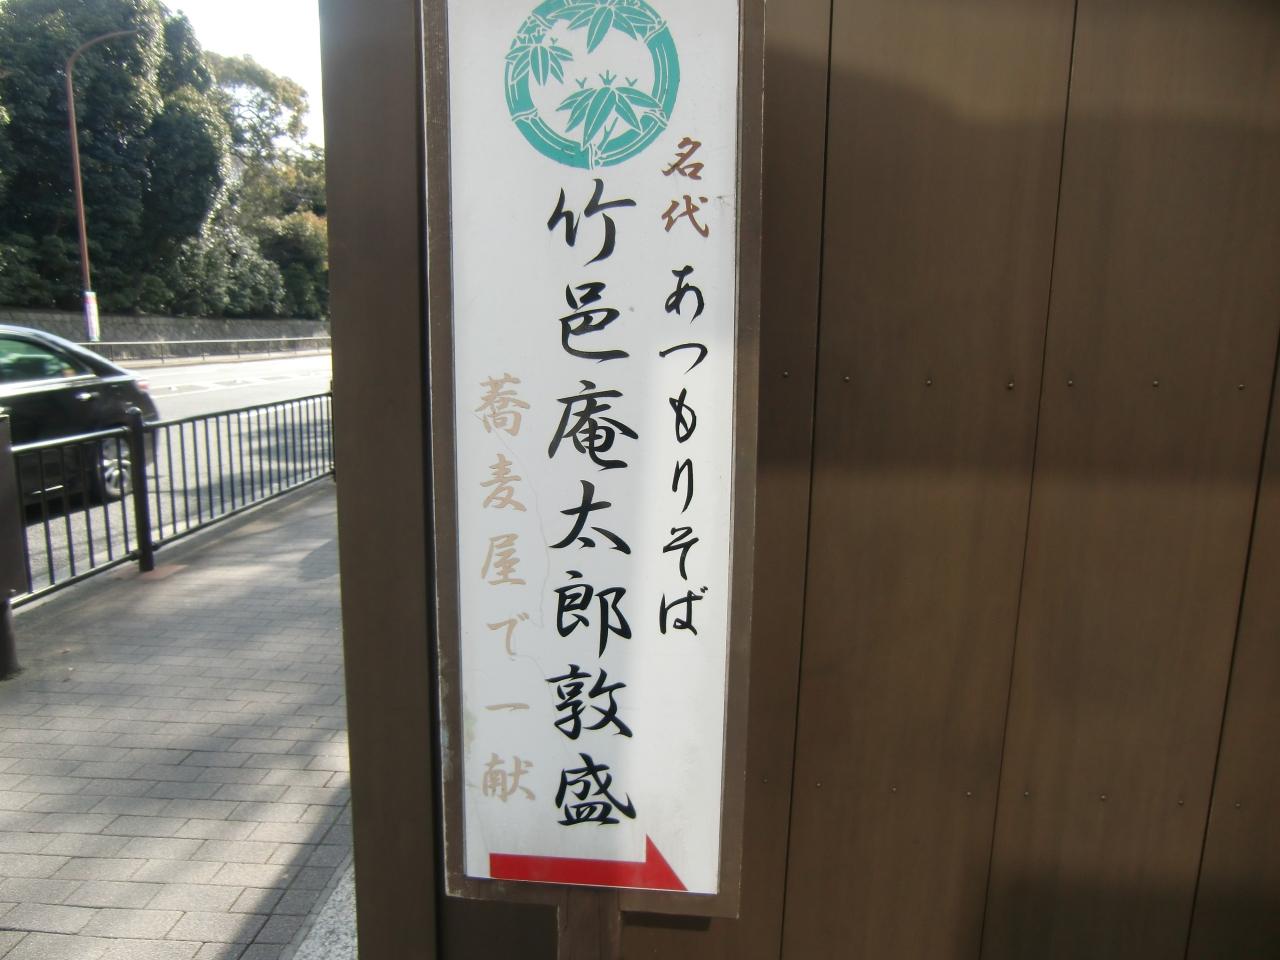 名代 あつもりそば
竹邑庵太郎敦盛
蕎麦屋で一献